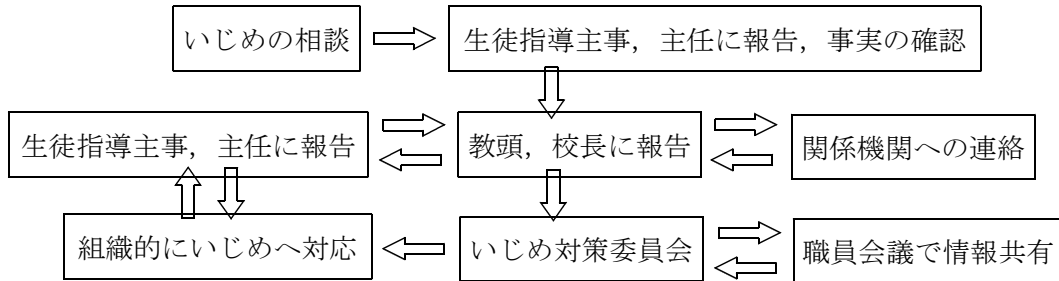 いじめの相談
生徒指導主事，主任に報告，事実の確認
生徒指導主事，主任に報告
教頭，校長に報告
関係機関への連絡
組織的にいじめへ対応
いじめ対策委員会
職員会議で情報共有